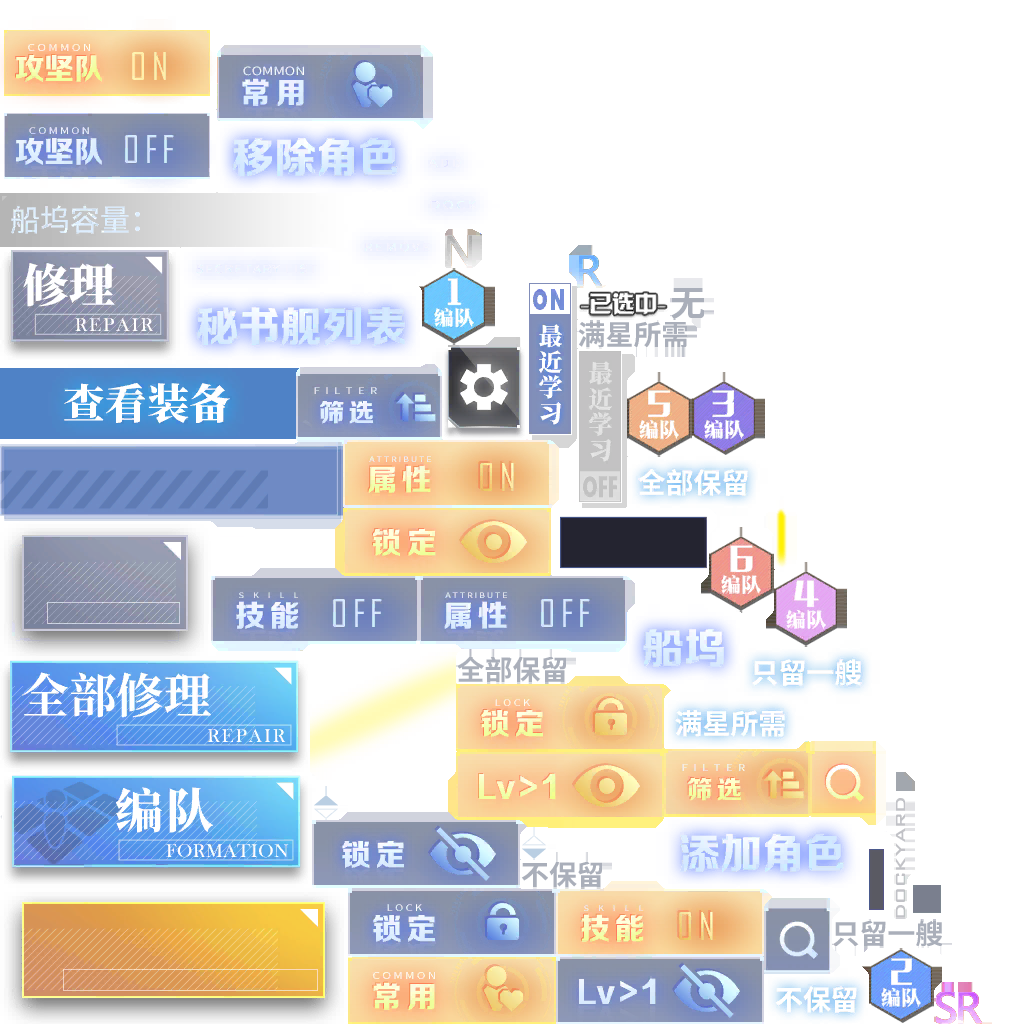 COMMON
攻坚队 ON
COMMON
常用
COMMON
攻坚队 OFF
移除角色
船坞容量：
N
修理
REPAIR
秘书舰列表
1
编队
R
ON
最近学习
-已选中-
无
满星所需
查看装备
FILTER
筛选
最近学习
OFF
5
编队
3
编队
ATTRIBUTE
属性 ON
全部保留
锁定
6
编队
4
编队
SKILL
技能 OFF
ATTRIBUTE
属性 OFF
船坞
只留一艘
全部保留
全部修理
REPAIR
LOCK
锁定
满星所需
Lv>1
FILTER
筛选
编队
FORMATION
DOCKYARD
锁定
添加角色
不保留
LOCK
锁定
SKILL
技能 ON
只留一艘
COMMON
常用
Lv>1
不保留
2
编队
SR